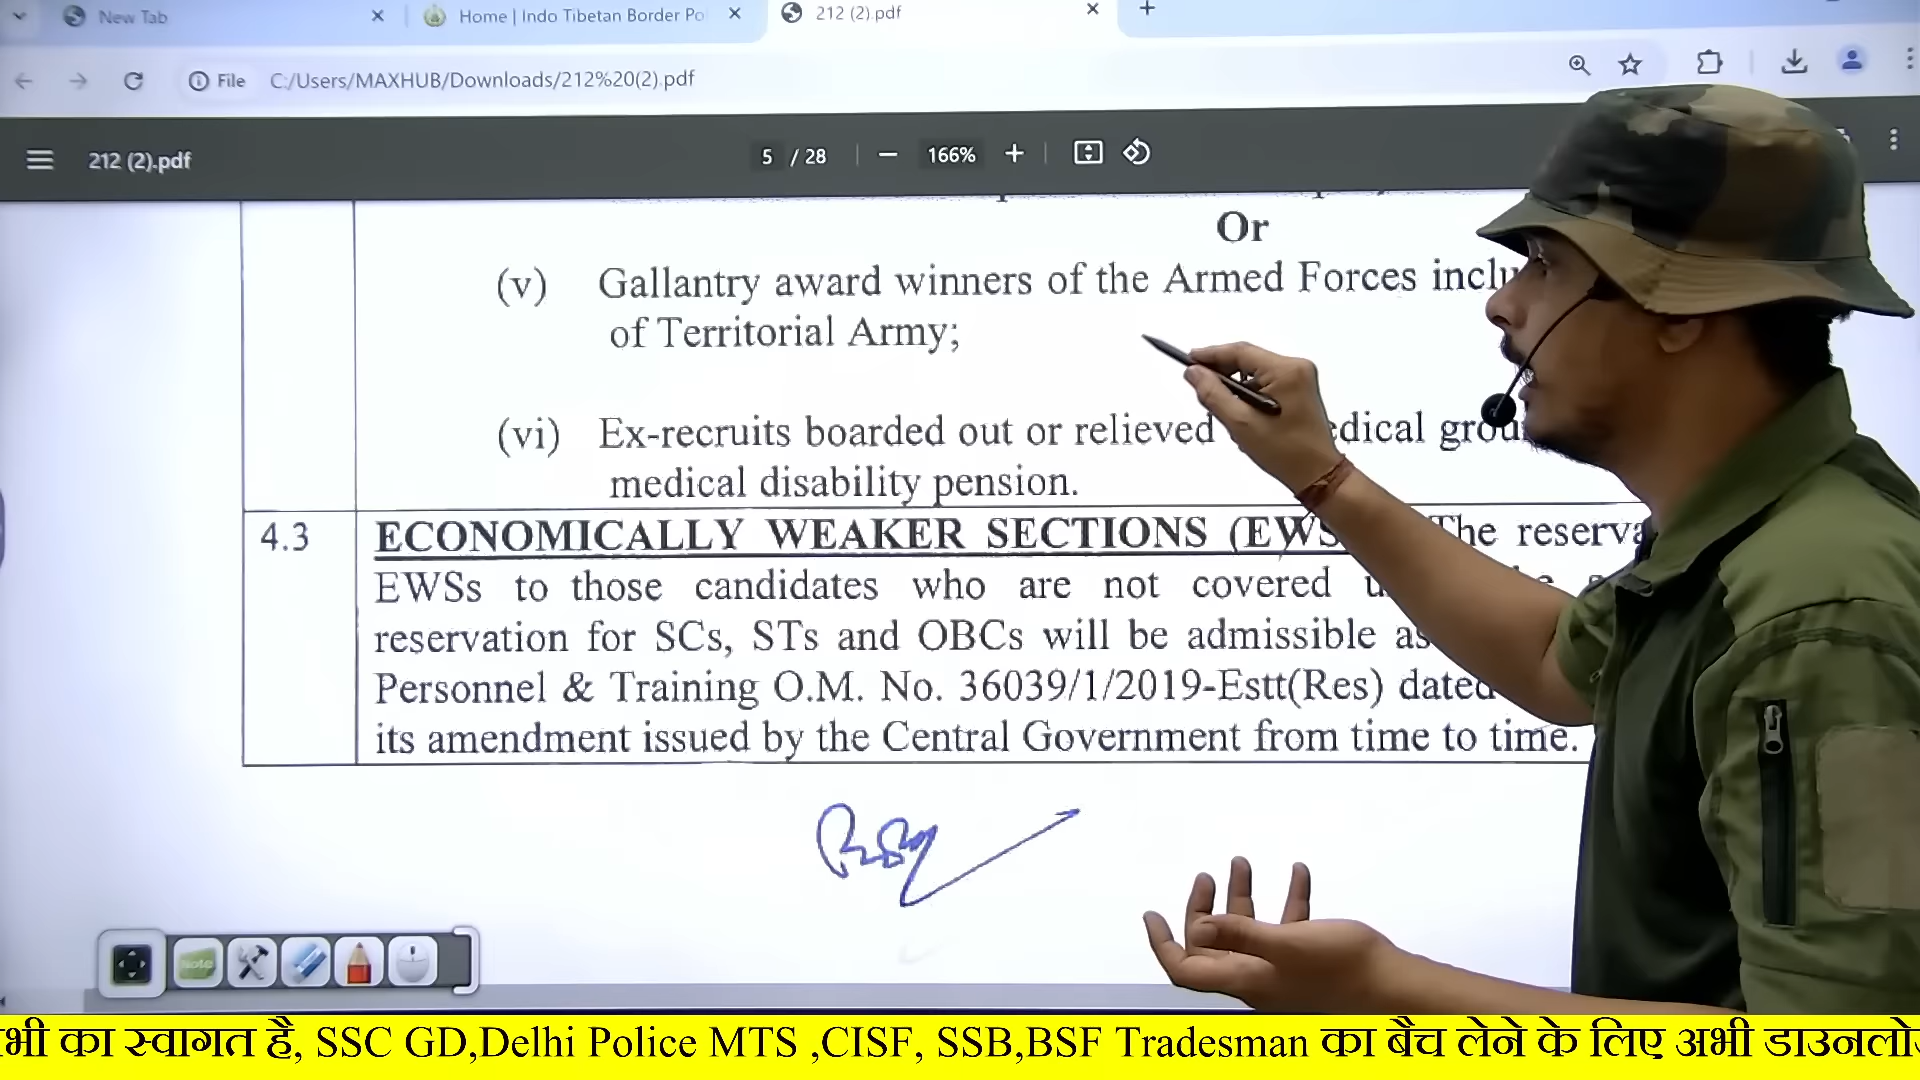 New Tab
Home | Indo Tibetan Border Po
212 (2).pdf
File
C:/Users/MAXHUB/Downloads/212%20(2).pdf
212 (2).pdf
5 / 28
166%
Or
(v) Gallantry award winners of the Armed Forces inclu
of Territorial Army;
(vi) Ex-recruits boarded out or relieved edical grou
medical disability pension.
4.3 ECONOMICALLY WEAKER SECTIONS (EWS The reserva
EWSs to those candidates who are not covered
reservation for SCs, STs and OBCs will be admissible as
Personnel & Training O.M. No. 36039/1/2019-Estt(Res) dated
its amendment issued by the Central Government from time to time.
Note
भी का स्वागत है, SSC GD,Delhi Police MTS ,CISF, SSB,BSF Tradesman का बैच लेने के लिए अभी डाउनलो